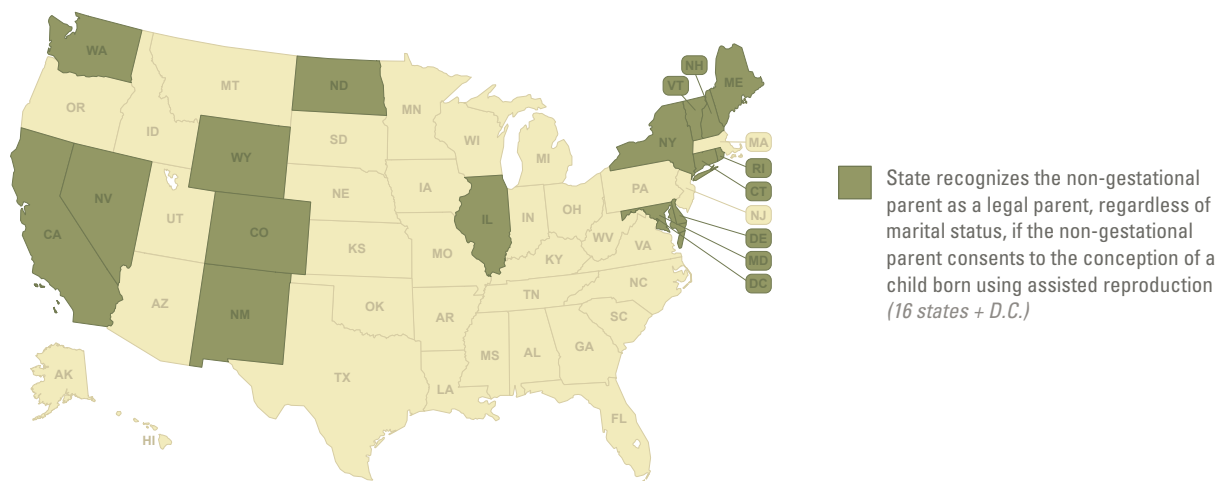 WA
MT
ND
MN
OR
ID
WY
SD
WI
MI
NH
VT
ME
NY
MA
RI
CT
NJ
DE
MD
DC
NV
CA
UT
CO
NE
IA
IL
IN
OH
PA
WV
VA
KY
KS
MO
AZ
NM
OK
AR
TN
NC
SC
MS
AL
GA
TX
LA
FL
AK
HI
State recognizes the non-gestational
parent as a legal parent, regardless of
marital status, if the non-gestational
parent consents to the conception of a
child born using assisted reproduction
(16 states + D.C.)